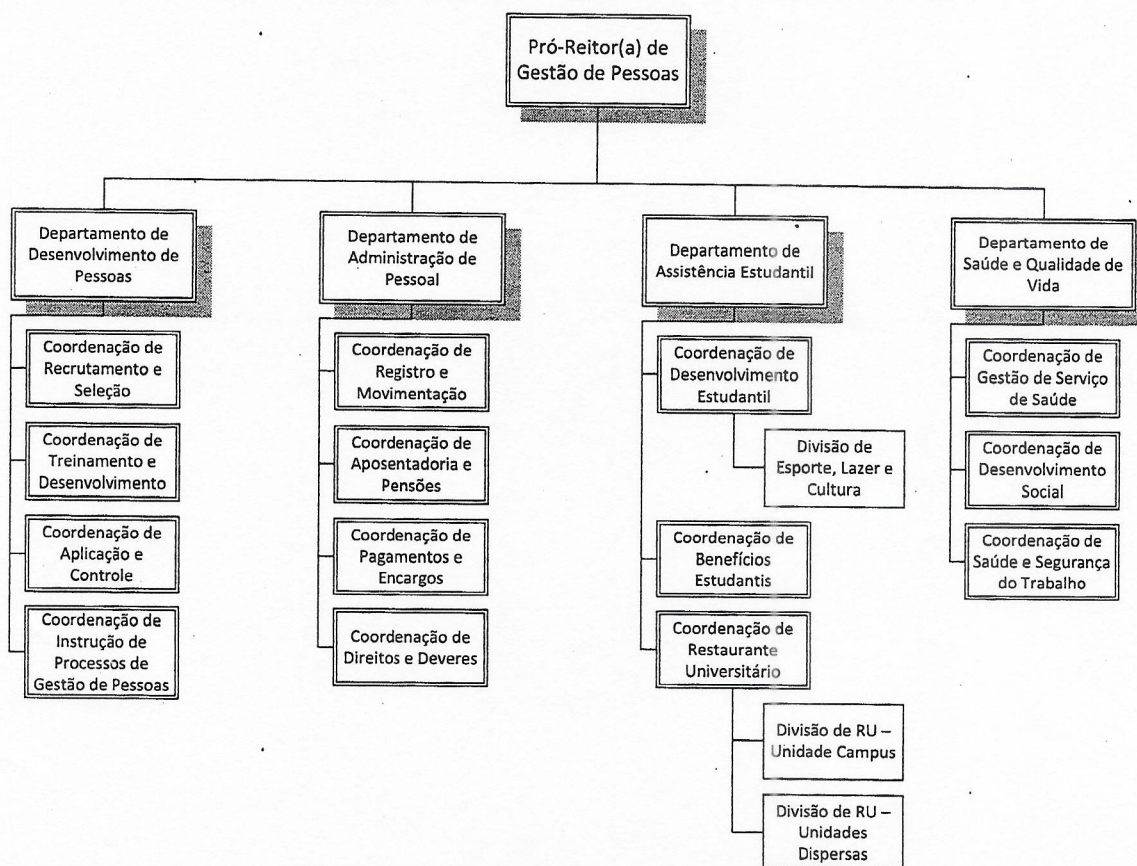 Pró-Reitor(a) de
Gestão de Pessoas
Departamento de
Desenvolvimento de
Pessoas
Coordenação de
Recrutamento e
Seleção
Coordenação de
Treinamento e
Desenvolvimento
Coordenação de
Aplicação e
Controle
Coordenação de
Instrução de
Processos de
Gestão de Pessoas
Departamento de
Administração de
Pessoal
Coordenação de
Registro e
Movimentação
Coordenação de
Aposentadoria e
Pensões
Coordenação de
Pagamentos e
Encargos
Coordenação de
Direitos e Deveres
Departamento de
Assistência Estudantil
Coordenação de
Desenvolvimento
Estudantil
Divisão de
Esporte, Lazer e
Cultura
Coordenação de
Benefícios
Estudantis
Coordenação de
Restaurante
Universitário
Divisão de RU –
Unidade Campus
Divisão de RU –
Unidades
Dispersas
Departamento de
Saúde e Qualidade de
Vida
Coordenação de
Gestão de Serviço
de Saúde
Coordenação de
Desenvolvimento
Social
Coordenação de
Saúde e Segurança
do Trabalho